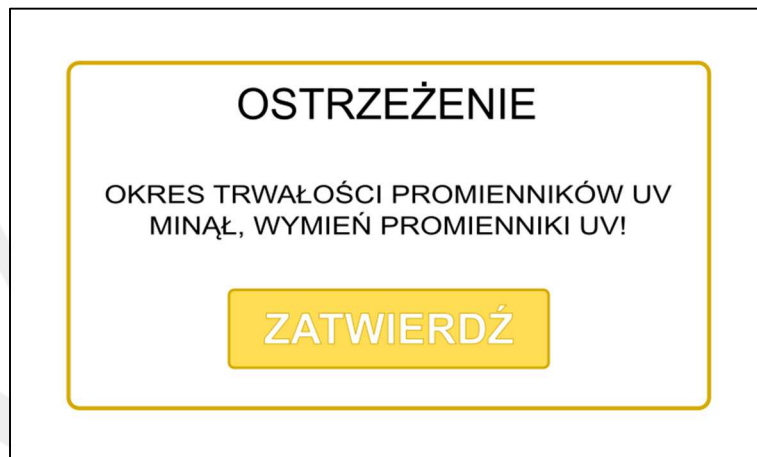 OSTRZEŻENIE
OKRES TRWAŁOŚCI PROMIENNIKÓW UV
MINĄŁ, WYMIEŃ PROMIENNIKI UV!
ZATWIERDŹ